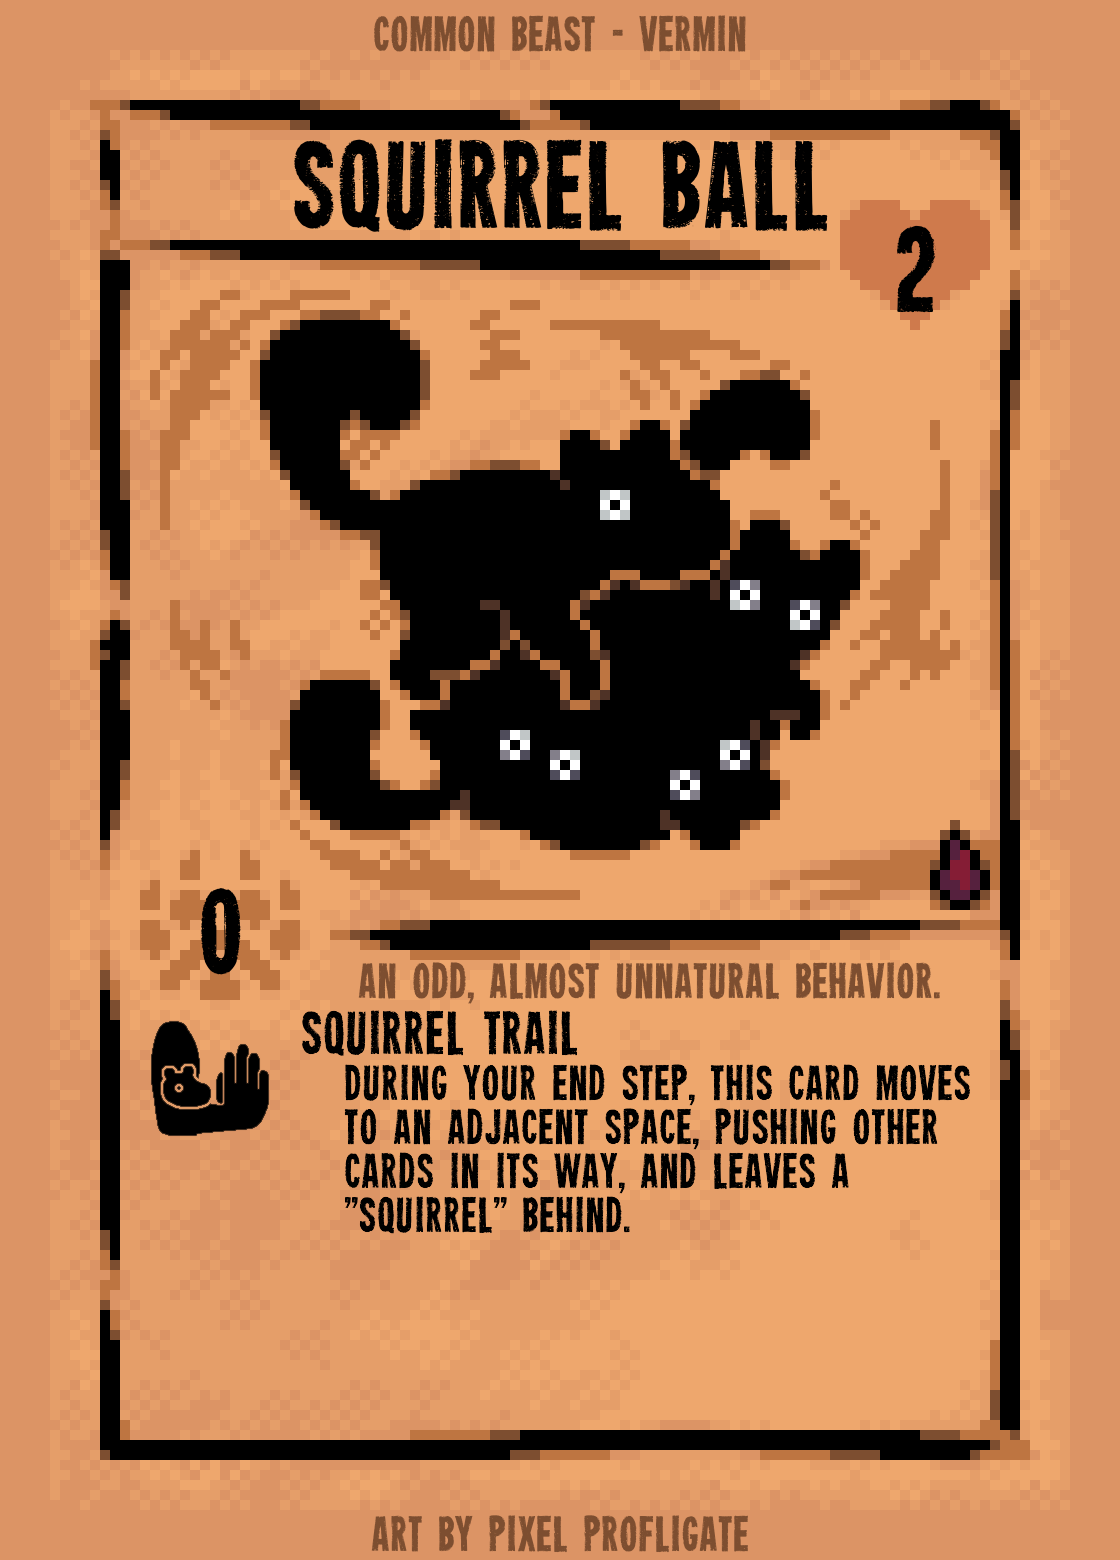 COMMON BEAST - VERMIN
SQUIRREL BALL
2
0
AN ODD, ALMOST UNNATURAL BEHAVIOR.
SQUIRREL TRAIL
DURING YOUR END STEP, THIS CARD MOVES
TO AN ADJACENT SPACE, PUSHING OTHER
CARDS IN ITS WAY, AND LEAVES A
"SQUIRREL" BEHIND.
ART BY PIXEL PROFLIGATE